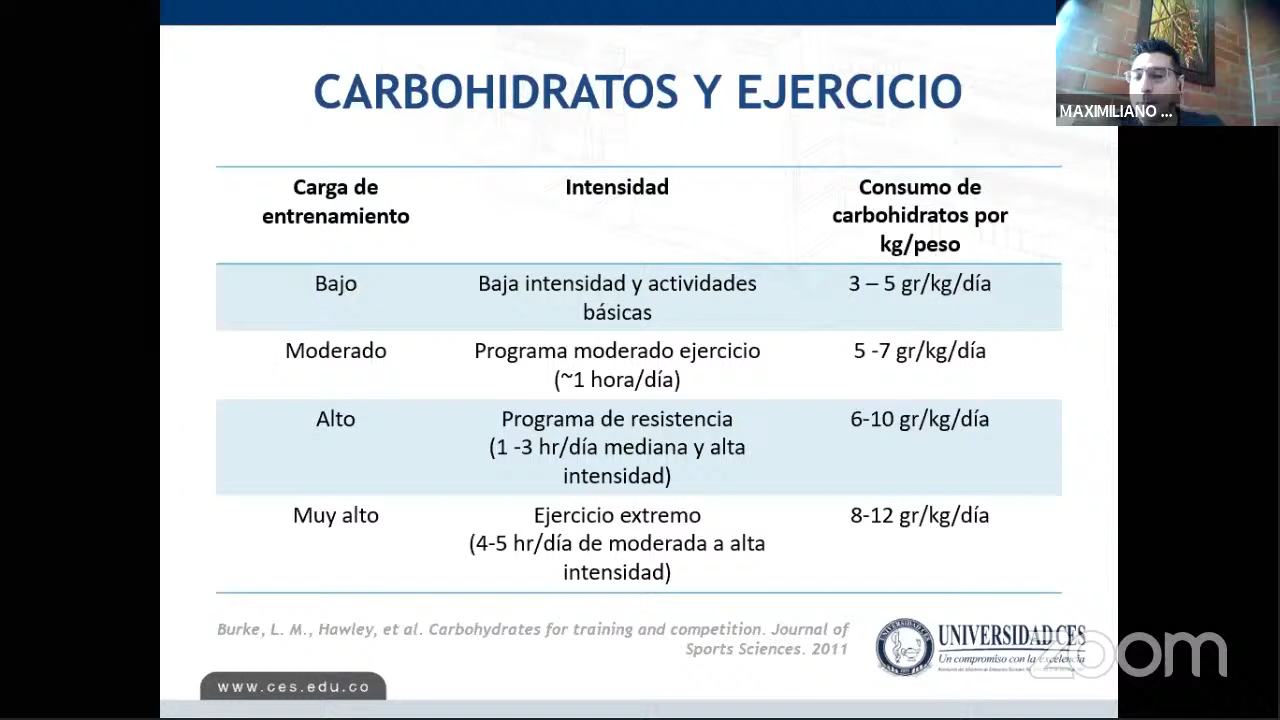 CARBOHIDRATOS Y EJERCICIO
MAXIMILIANO ...
Carga de
entrenamiento
Intensidad
Consumo de
carbohidratos por
kg/peso
Bajo
Baja intensidad y actividades
básicas
3 – 5 gr/kg/día
Moderado
Programa moderado ejercicio
(~1 hora/día)
5 -7 gr/kg/día
Alto
Programa de resistencia
(1 -3 hr/día mediana y alta
intensidad)
6-10 gr/kg/día
Muy alto
Ejercicio extremo
(4-5 hr/día de moderada a alta
intensidad)
8-12 gr/kg/día
Burke, L. M., Hawley, et al. Carbohydrates for training and competition. Journal of
Sports Sciences. 2011
UNIVERSIDAD CES
Un compromiso con la excelencia
zoom
www.ces.edu.co